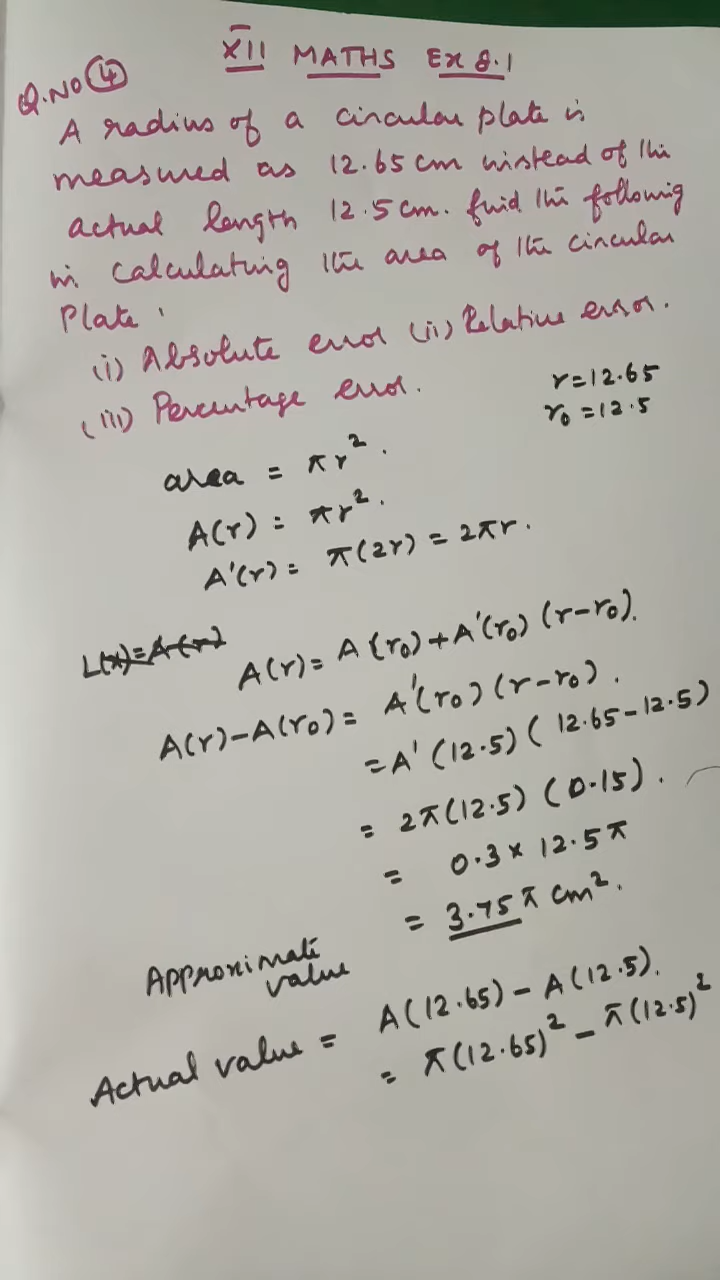 XII MATHS Ex 8.1
Q.NO ④
A radius of a circular plate is
measured as 12.65 cm instead of the
actual length 12.5 cm. find the following
in calculating the area of the circular
Plate.
(i) Absolute error (ii) Relative error.
(iii) Percentage error.
r=12.65
r₀ =12.5
area = πr².
A(r) = πr².
A'(r) = π(2r) = 2πr.
L(x)=A(r)
A(r) = A(r₀)+A'(r₀) (r-r₀).
A(r)-A(r₀) = A'(r₀) (r-r₀).
=A' (12.5) ( 12.65-12.5)
= 2π(12.5) (0.15).
= 0.3 x 12.5π
= 3.75 π cm².
Approximate
value
Actual value = A(12.65) - A(12.5).
= π(12.65)² - π(12.5)²